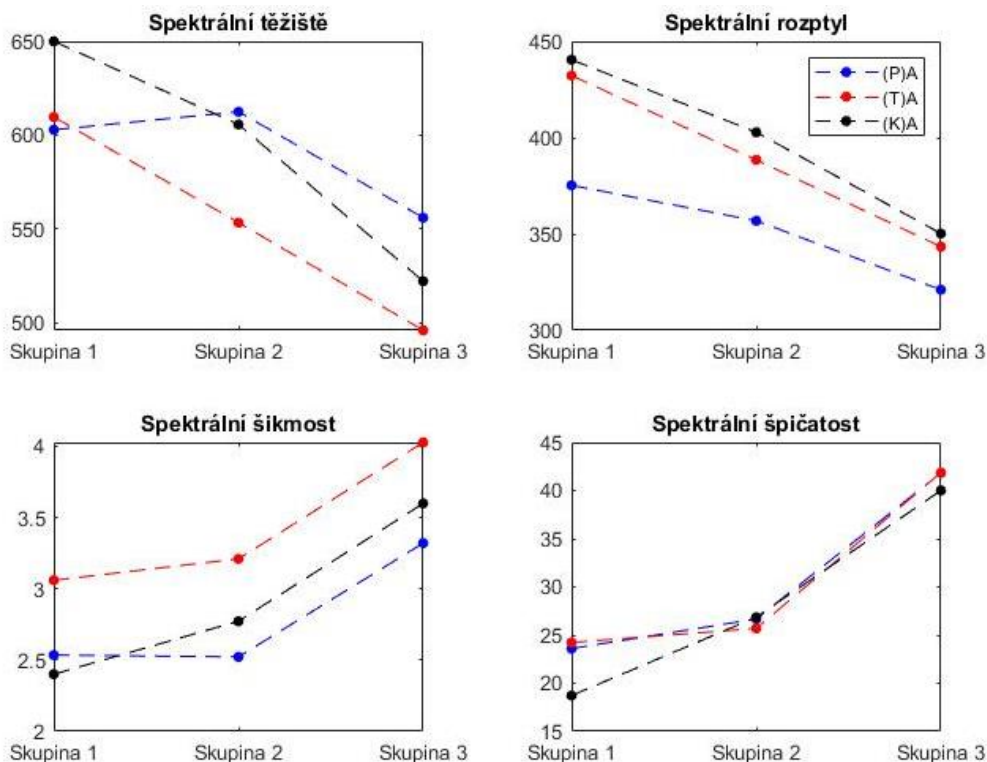 Spektrální těžiště
650
600
550
500
Skupina 1 Skupina 2 Skupina 3
Spektrální rozptyl
450
400
350
300
(P)A
(T)A
(K)A
Skupina 1 Skupina 2 Skupina 3
Spektrální šikmost
4
3.5
3
2.5
2
Skupina 1 Skupina 2 Skupina 3
Spektrální špičatost
45
40
35
30
25
20
15
Skupina 1 Skupina 2 Skupina 3